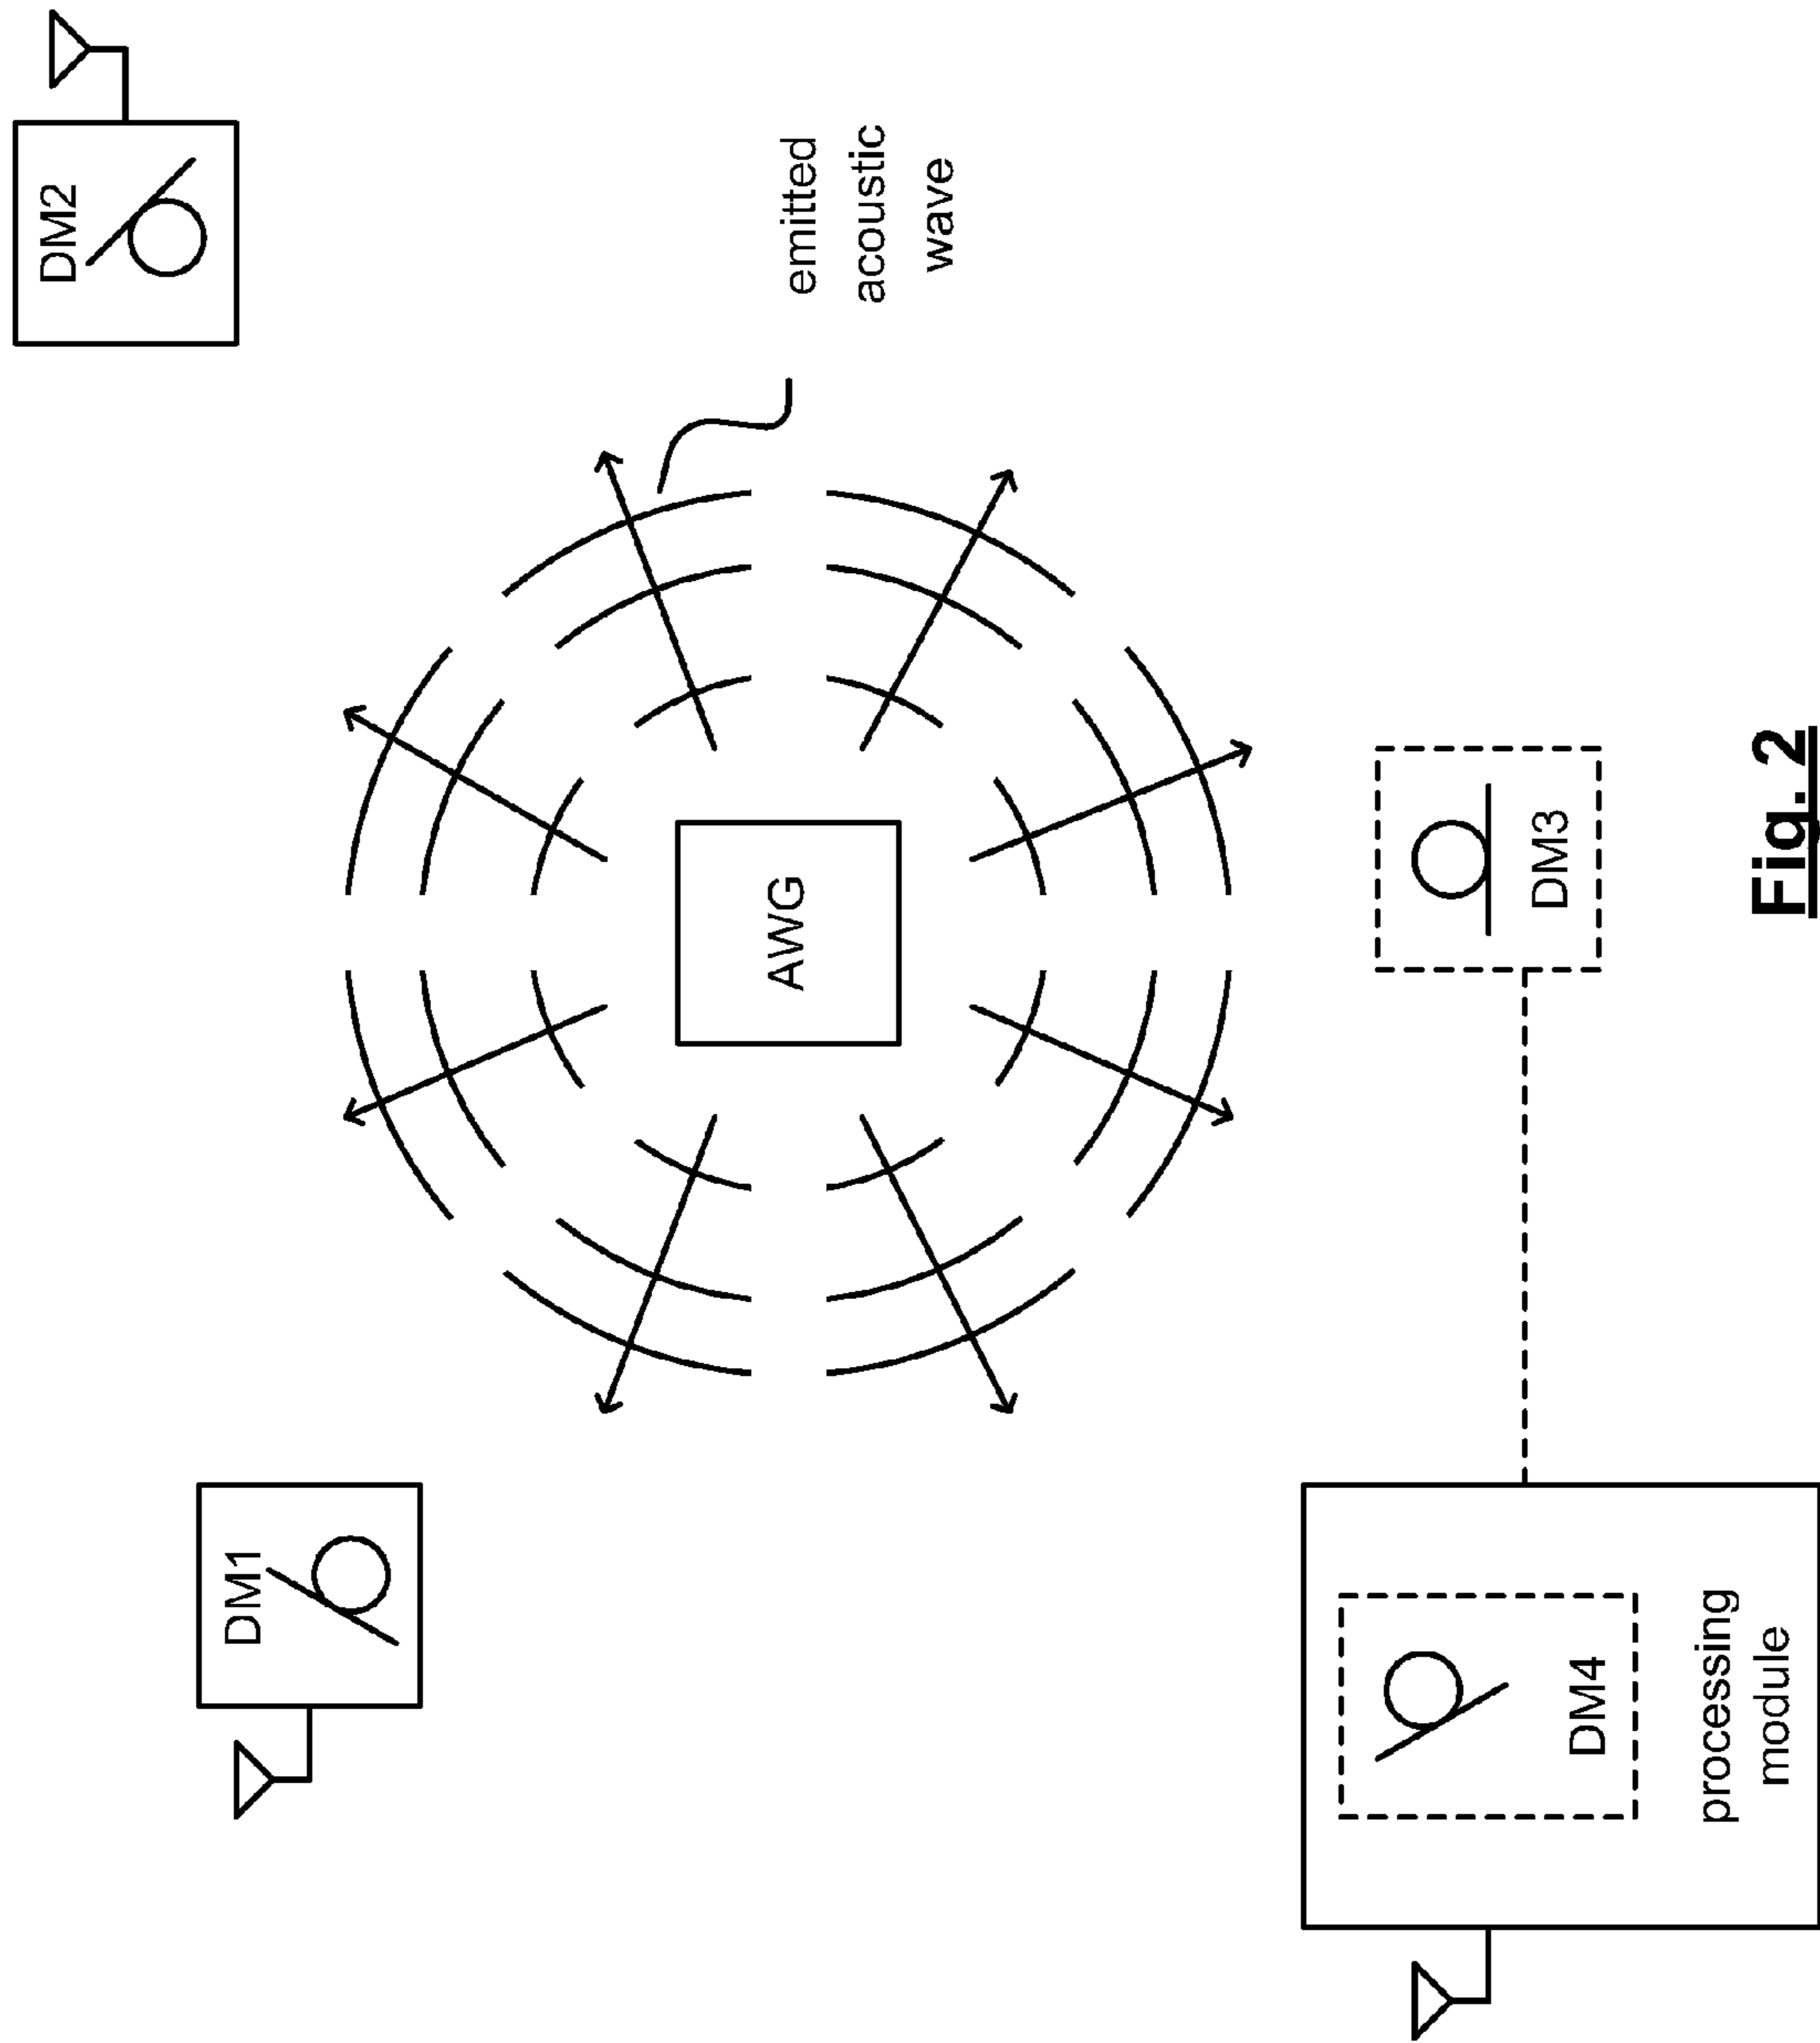 DM1
DM2
AWG
emitted
acoustic
wave
DM4
processing
module
DM3
Fig. 2